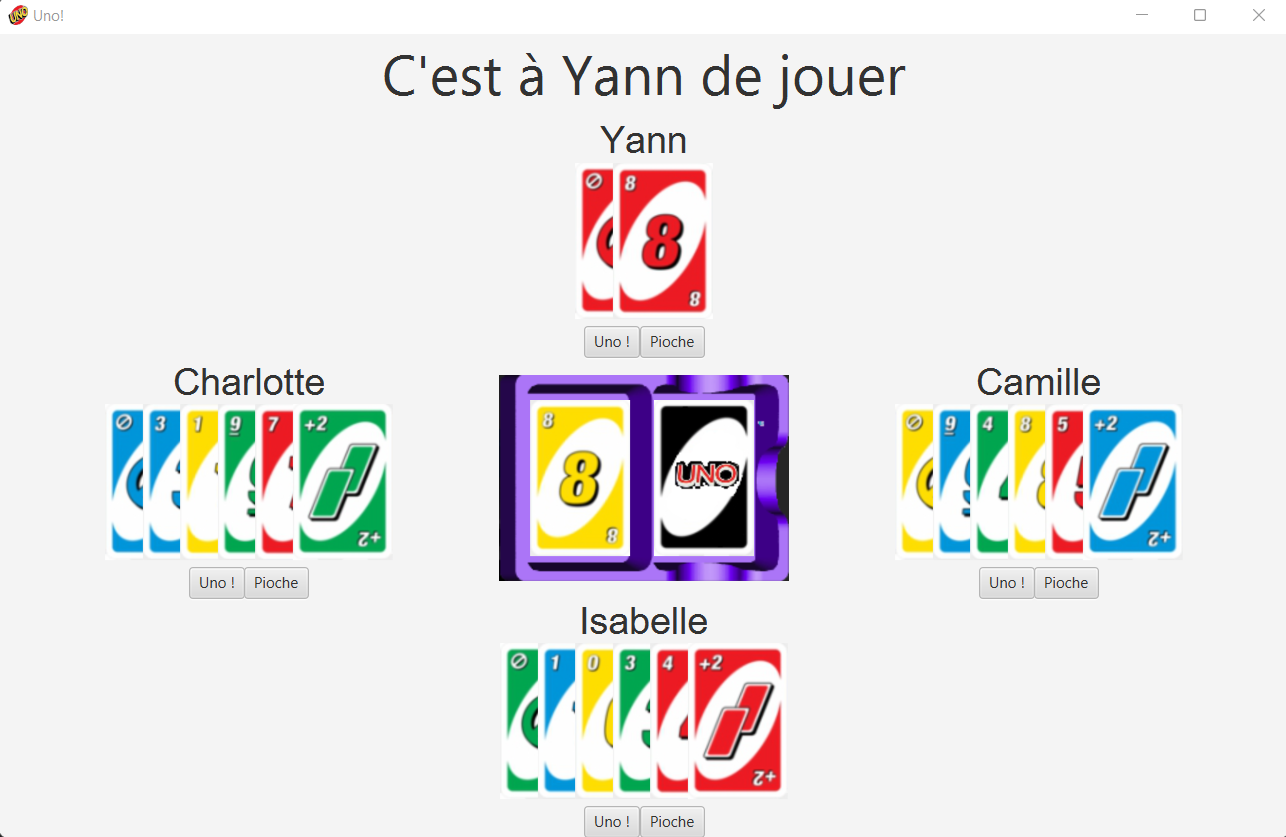 Uno!
C'est à Yann de jouer
Yann
8
8
8
Uno ! Pioche
Charlotte
3 1 9 7 +2
+2
Uno ! Pioche
8
8
8
UNO
Camille
9 4 8 5 +2
+2
Uno ! Pioche
Isabelle
1 0 3 4 +2
+2
Uno ! Pioche